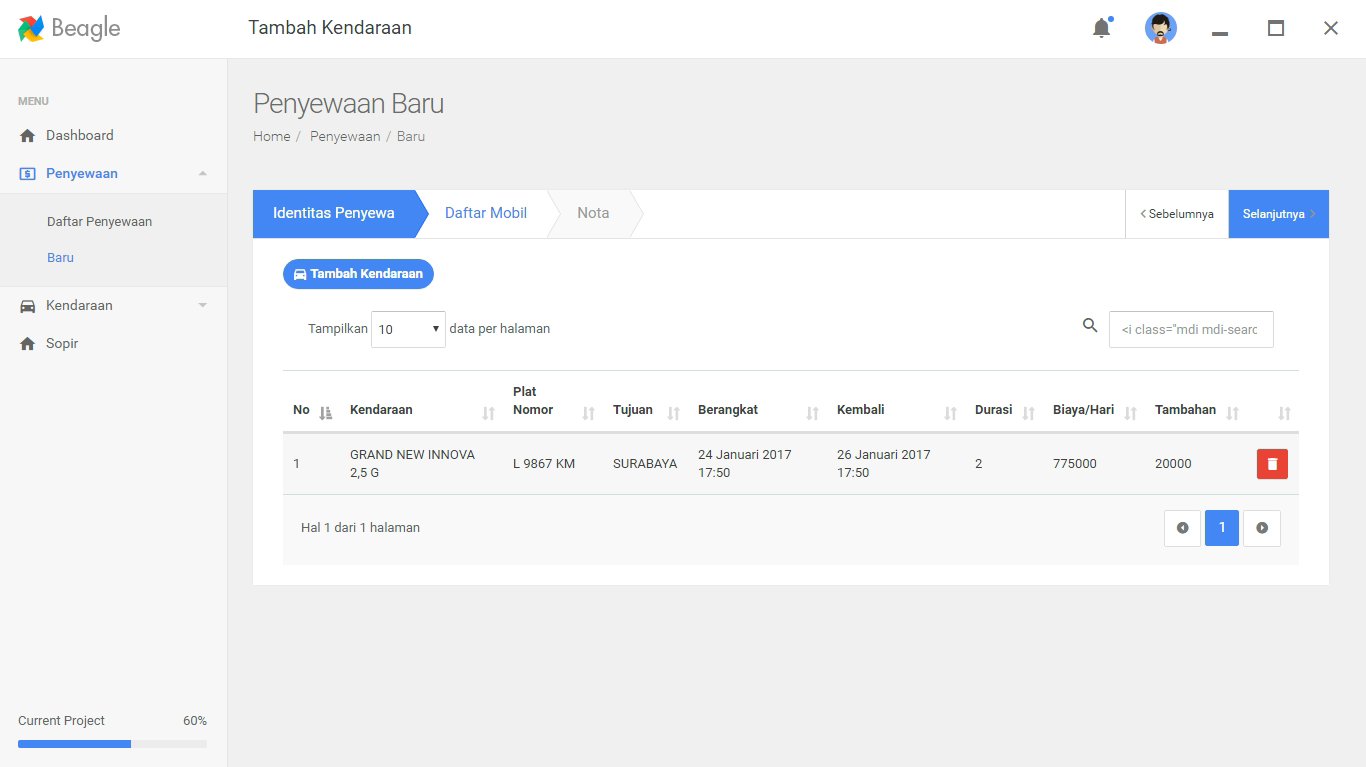 Beagle
Tambah Kendaraan
MENU
Dashboard
Penyewaan
Daftar Penyewaan
Baru
Kendaraan
Sopir
Current Project 60%
Penyewaan Baru
Home / Penyewaan / Baru
Identitas Penyewa Daftar Mobil Nota Sebelumnya Selanjutnya
Tambah Kendaraan
Tampilkan 10 data per halaman <i class="mdi mdi-searc
Plat
No Kendaraan Nomor Tujuan Berangkat Kembali Durasi Biaya/Hari Tambahan
GRAND NEW INNOVA 24 Januari 2017 26 Januari 2017
1 L 9867 KM SURABAYA 2 775000 20000
2,5 G 17:50 17:50
Hal 1 dari 1 halaman 1